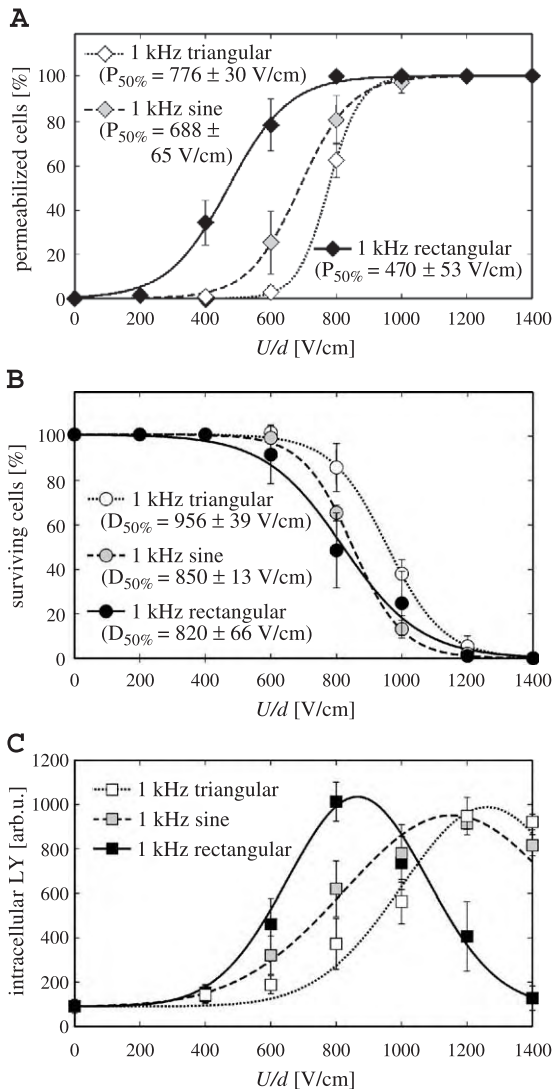 A
permeabilized cells [%]
100
80
60
40
20
0
1 kHz triangular
(P50% = 776 ± 30 V/cm)
1 kHz sine
(P50% = 688 ±
65 V/cm)
1 kHz rectangular
(P50% = 470 ± 53 V/cm)
0 200 400 600 800 1000 1200 1400
U/d [V/cm]
B
surviving cells [%]
100
80
60
40
20
0
1 kHz triangular
(D50% = 956 ± 39 V/cm)
1 kHz sine
(D50% = 850 ± 13 V/cm)
1 kHz rectangular
(D50% = 820 ± 66 V/cm)
0 200 400 600 800 1000 1200 1400
U/d [V/cm]
C
intracellular LY [arb.u.]
1200
1000
800
600
400
200
0
1 kHz triangular
1 kHz sine
1 kHz rectangular
0 200 400 600 800 1000 1200 1400
U/d [V/cm]